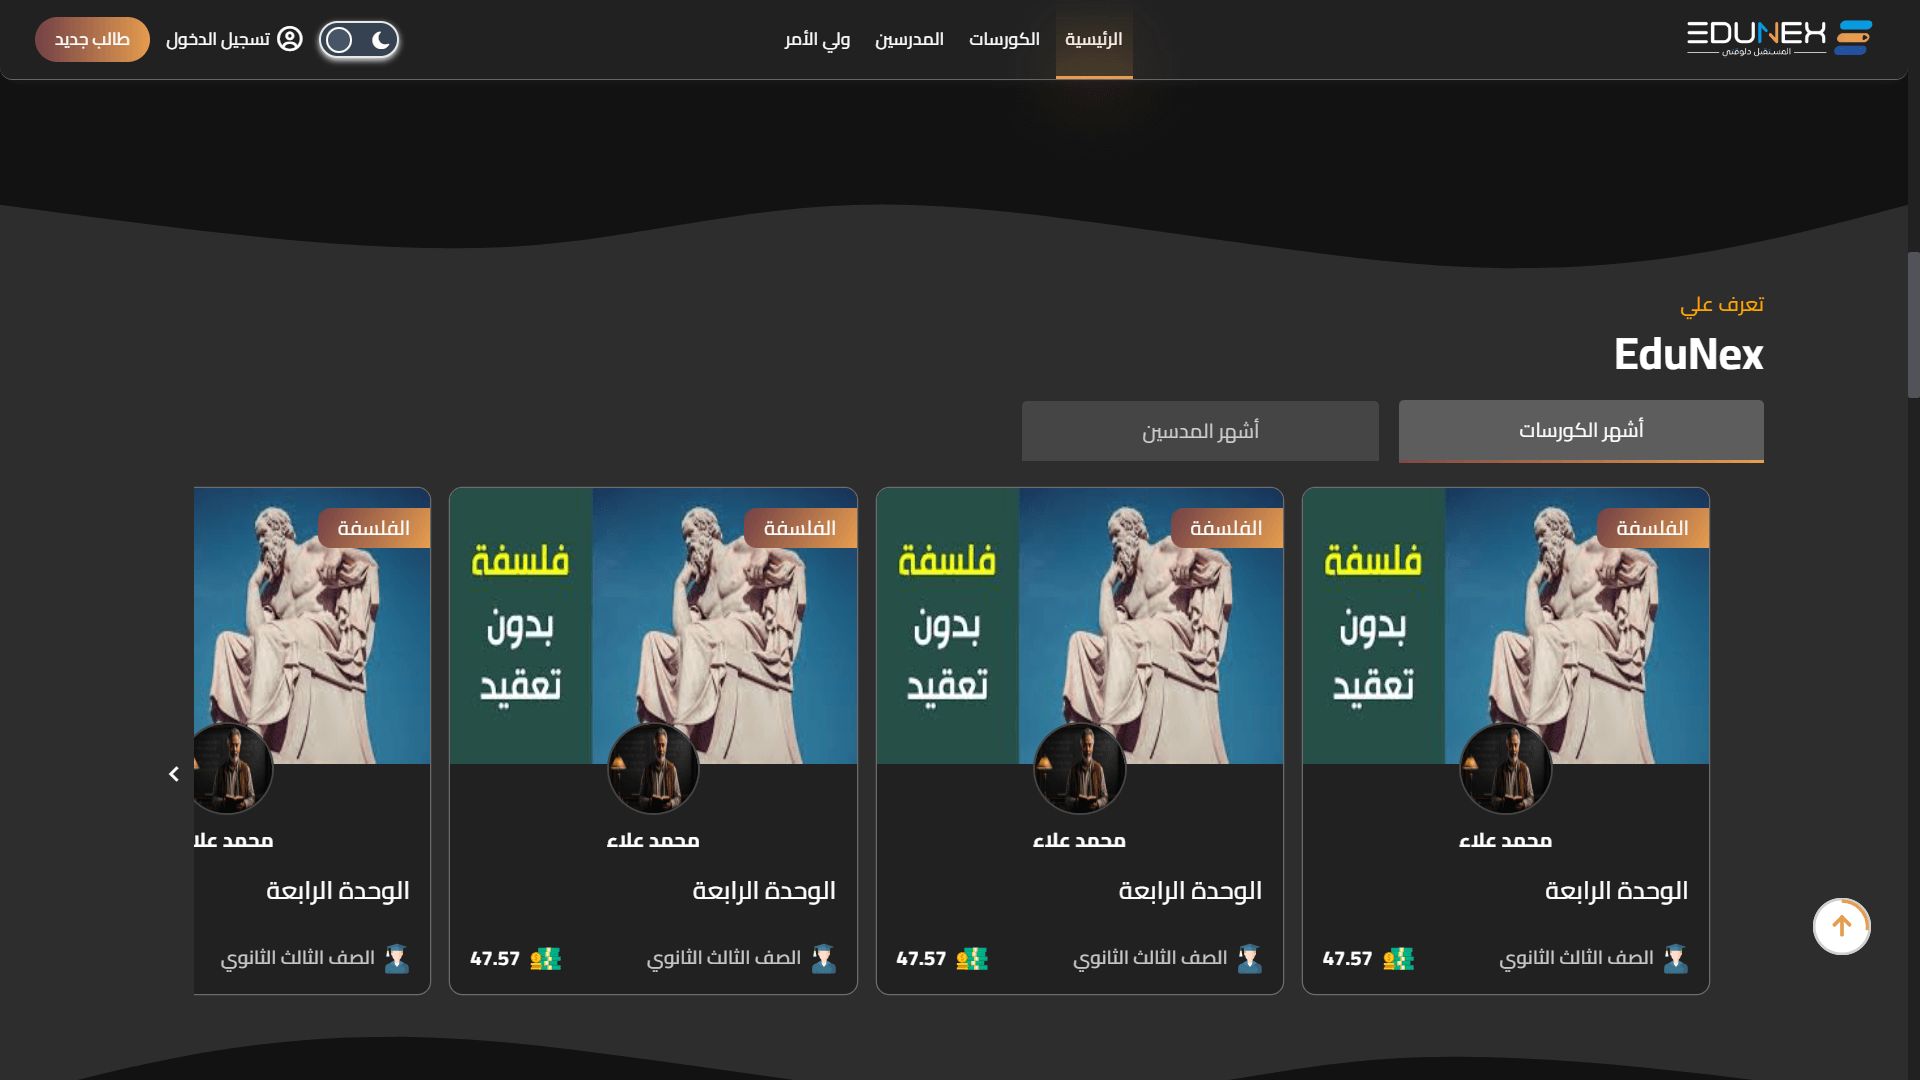 EDUNEX
المستقبل دلوقتي
الرئيسية
الكورسات
المدرسين
ولي الأمر
تسجيل الدخول
طالب جديد
تعرف علي
EduNex
أشهر الكورسات
أشهر المدسين
الفلسفة
فلسفة
بدون
تعقيد
محمد علاء
الوحدة الرابعة
الصف الثالث الثانوي
47.57
الفلسفة
فلسفة
بدون
تعقيد
محمد علاء
الوحدة الرابعة
الصف الثالث الثانوي
47.57
الفلسفة
فلسفة
بدون
تعقيد
محمد علاء
الوحدة الرابعة
الصف الثالث الثانوي
47.57
الفلسفة
محمد علا
الوحدة الرابعة
الصف الثالث الثانوي